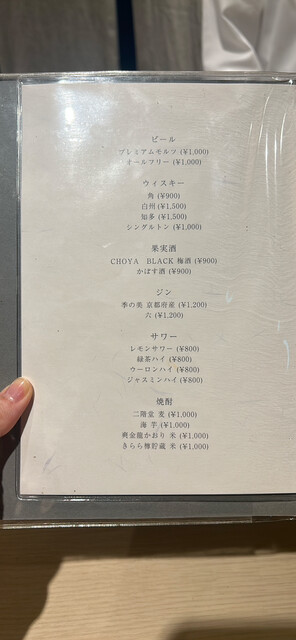 ビール
プレミアムモルツ (¥1,000)
オールフリー (¥1,000)
ウィスキー
角 (¥900)
白州 (¥1,500)
知多 (¥1,500)
シングルトン (¥1,000)
果実酒
CHOYA BLACK 梅酒 (¥900)
かぼす酒 (¥900)
ジン
季の美 京都府産 (¥1,200)
六 (¥1,200)
サワー
レモンサワー (¥800)
緑茶ハイ (¥800)
ウーロンハイ (¥800)
ジャスミンハイ (¥800)
焼酎
二階堂 麦 (¥1,000)
海 芋 (¥1,000)
金龍かおり 米 (¥1,000)
きらら樽貯蔵 米 (¥1,000)